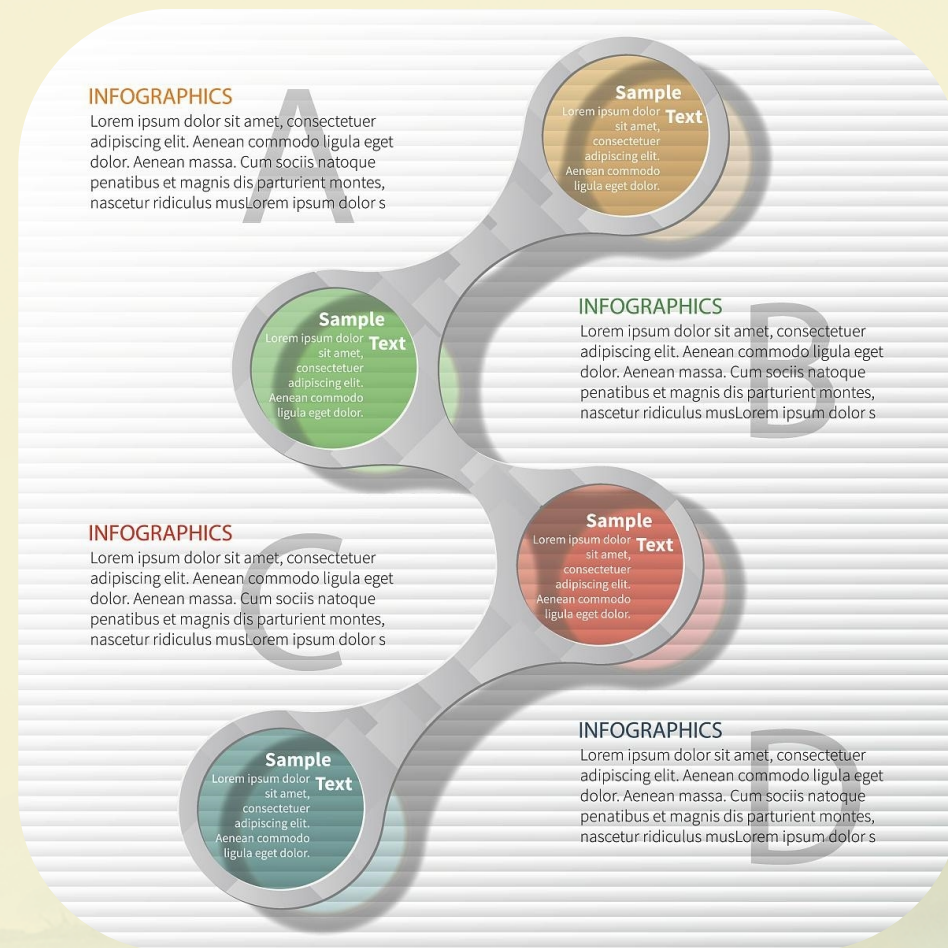 INFOGRAPHICS
A
Lorem ipsum dolor sit amet, consectetuer
adipiscing elit. Aenean commodo ligula eget
dolor. Aenean massa. Cum sociis natoque
penatibus et magnis dis parturient montes,
nascetur ridiculus musLorem ipsum dolor s
Sample
Text
Lorem ipsum dolor
sit amet,
consectetuer
adipiscing elit.
Aenean commodo
ligula eget dolor.
Sample
Text
Lorem ipsum dolor
sit amet,
consectetuer
adipiscing elit.
Aenean commodo
ligula eget dolor.
INFOGRAPHICS
B
Lorem ipsum dolor sit amet, consectetuer
adipiscing elit. Aenean commodo ligula eget
dolor. Aenean massa. Cum sociis natoque
penatibus et magnis dis parturient montes,
nascetur ridiculus musLorem ipsum dolor s
INFOGRAPHICS
C
Lorem ipsum dolor sit amet, consectetuer
adipiscing elit. Aenean commodo ligula eget
dolor. Aenean massa. Cum sociis natoque
penatibus et magnis dis parturient montes,
nascetur ridiculus musLorem ipsum dolor s
Sample
Text
Lorem ipsum dolor
sit amet,
consectetuer
adipiscing elit.
Aenean commodo
ligula eget dolor.
Sample
Text
Lorem ipsum dolor
sit amet,
consectetuer
adipiscing elit.
Aenean commodo
ligula eget dolor.
INFOGRAPHICS
D
Lorem ipsum dolor sit amet, consectetuer
adipiscing elit. Aenean commodo ligula eget
dolor. Aenean massa. Cum sociis natoque
penatibus et magnis dis parturient montes,
nascetur ridiculus musLorem ipsum dolor s